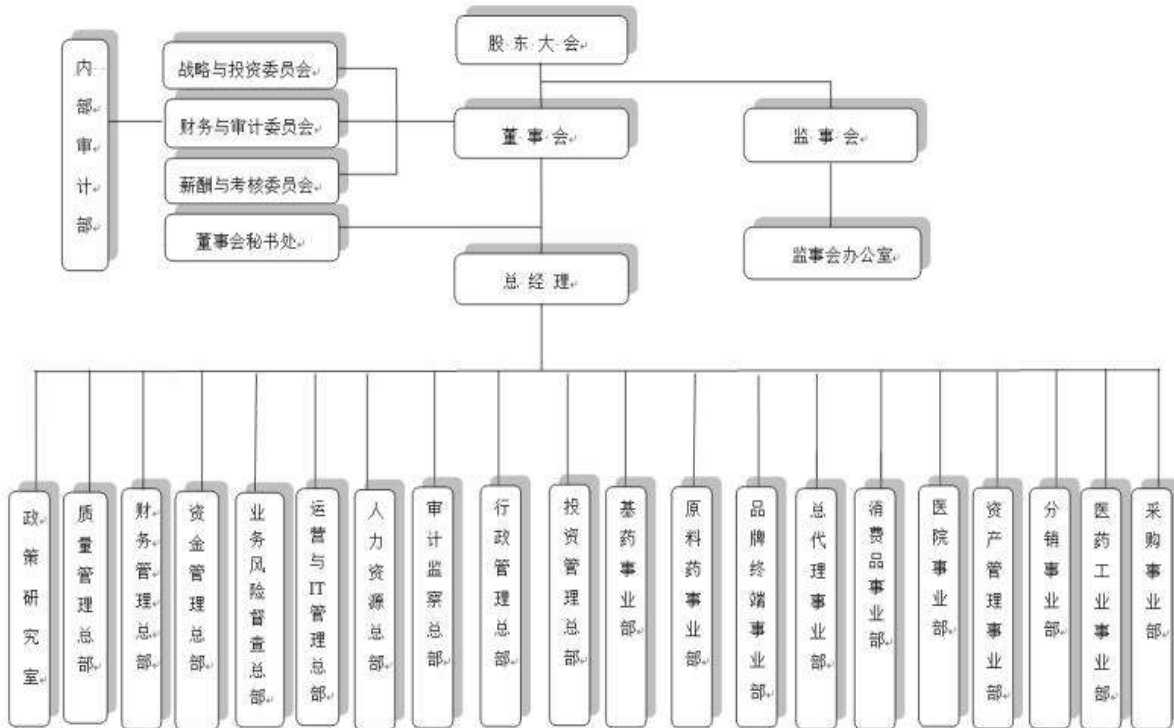 股东大会
内部审计部
战略与投资委员会
财务与审计委员会
董事会
监事会
薪酬与考核委员会
董事会秘书处
监事会办公室
总经理
政策研究室
质量管理总部
财务管理总部
资金管理总部
业务风险督查总部
运营与IT管理总部
人力资源总部
审计监察总部
行政管理总部
投资管理总部
基药事业部
原料药事业部
品牌终端事业部
总代理事业部
消费品事业部
医院事业部
资产管理事业部
分销事业部
医药工业事业部
采购事业部